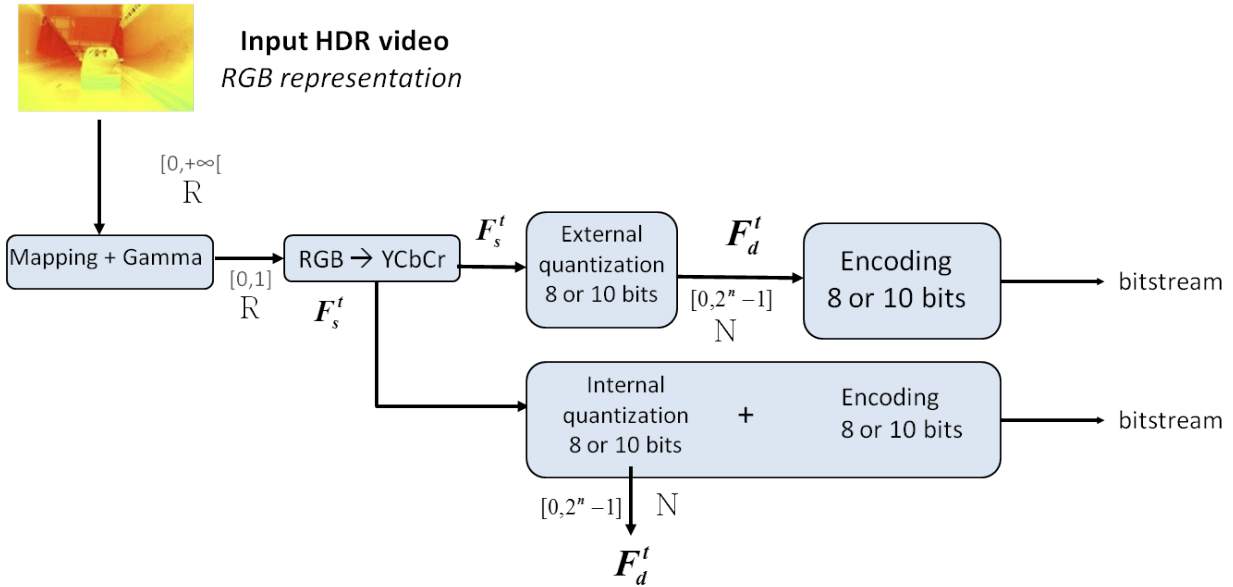 Input HDR video
RGB representation
[0,+∞[
R
Mapping + Gamma
[0,1]
R
RGB → YCbCr
F_s^t
F_s^t
External
quantization
8 or 10 bits
F_d^t
[0,2^n −1]
N
Encoding
8 or 10 bits
bitstream
Internal
quantization
8 or 10 bits
+
Encoding
8 or 10 bits
bitstream
[0,2^n −1]
N
F_d^t